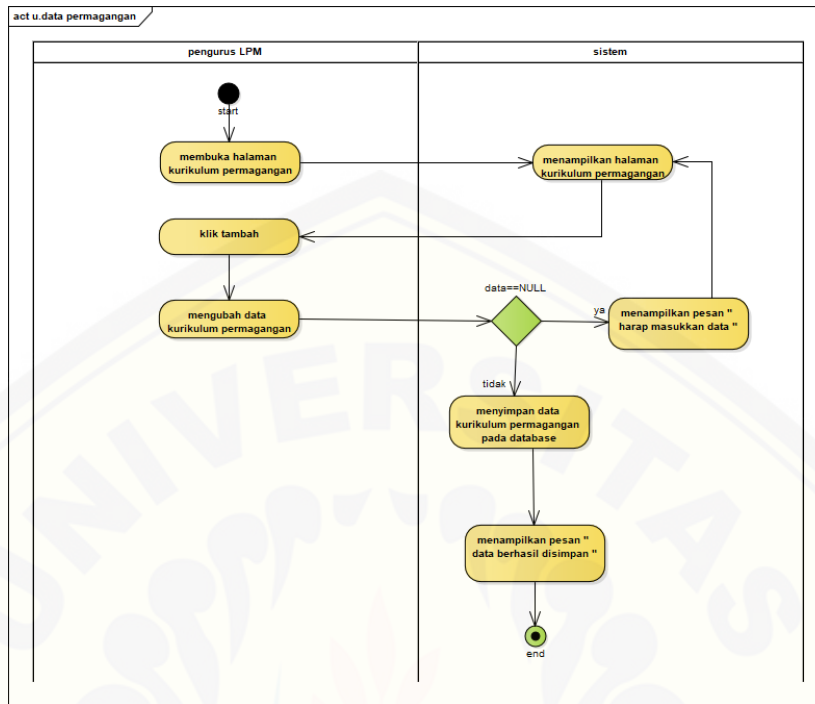 act u.data permagangan
pengurus LPM
sistem
start
membuka halaman
kurikulum permagangan
menampilkan halaman
kurikulum permagangan
klik tambah
mengubah data
kurikulum permagangan
data==NULL
ya
menampilkan pesan "
harap masukkan data "
tidak
menyimpan data
kurikulum permagangan
pada database
menampilkan pesan "
data berhasil disimpan "
end
UNIVERSITAS